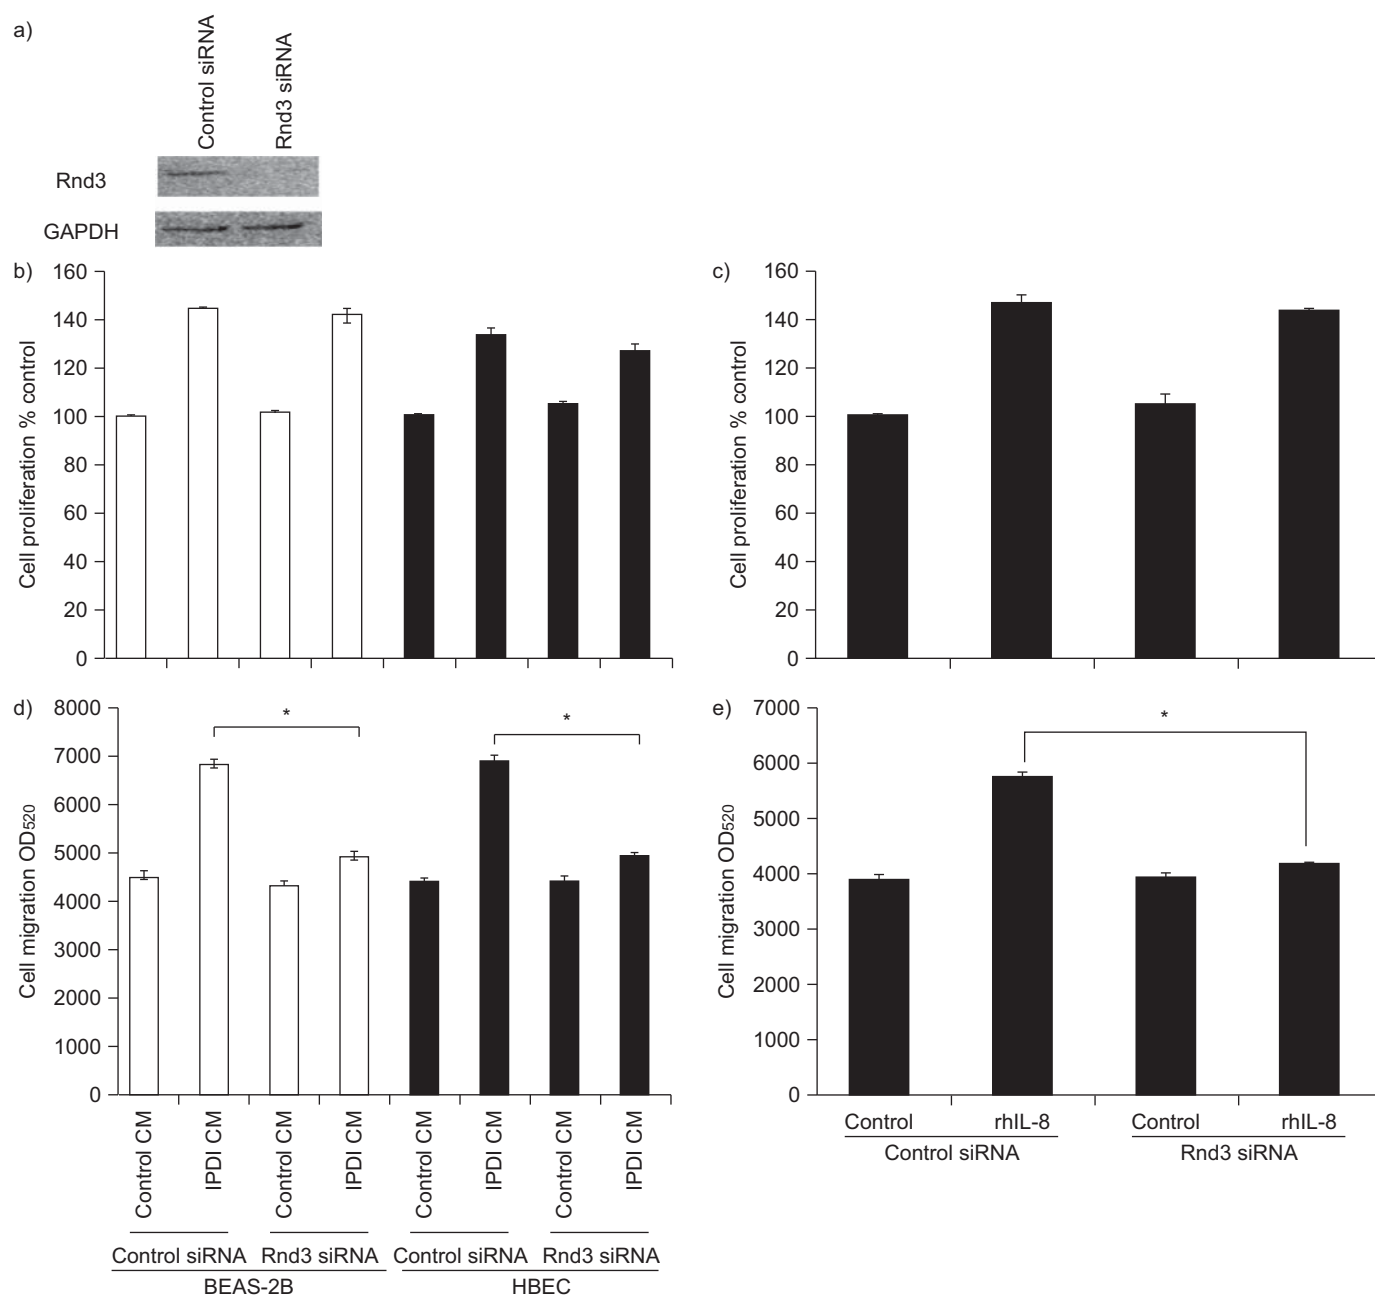 a)
Control siRNA
Rnd3 siRNA
Rnd3
GAPDH
b)
Cell proliferation % control
160
140
120
100
80
60
40
20
0
c)
Cell proliferation % control
160
140
120
100
80
60
40
20
0
d)
Cell migration OD520
8000
7000
6000
5000
4000
3000
2000
1000
0
*
*
Control CM
IPDI CM
Control CM
IPDI CM
Control CM
IPDI CM
Control CM
IPDI CM
Control siRNA Rnd3 siRNA Control siRNA Rnd3 siRNA
BEAS-2B HBEC
e)
Cell migration OD520
7000
6000
5000
4000
3000
2000
1000
0
*
Control rhIL-8 Control rhIL-8
Control siRNA Rnd3 siRNA